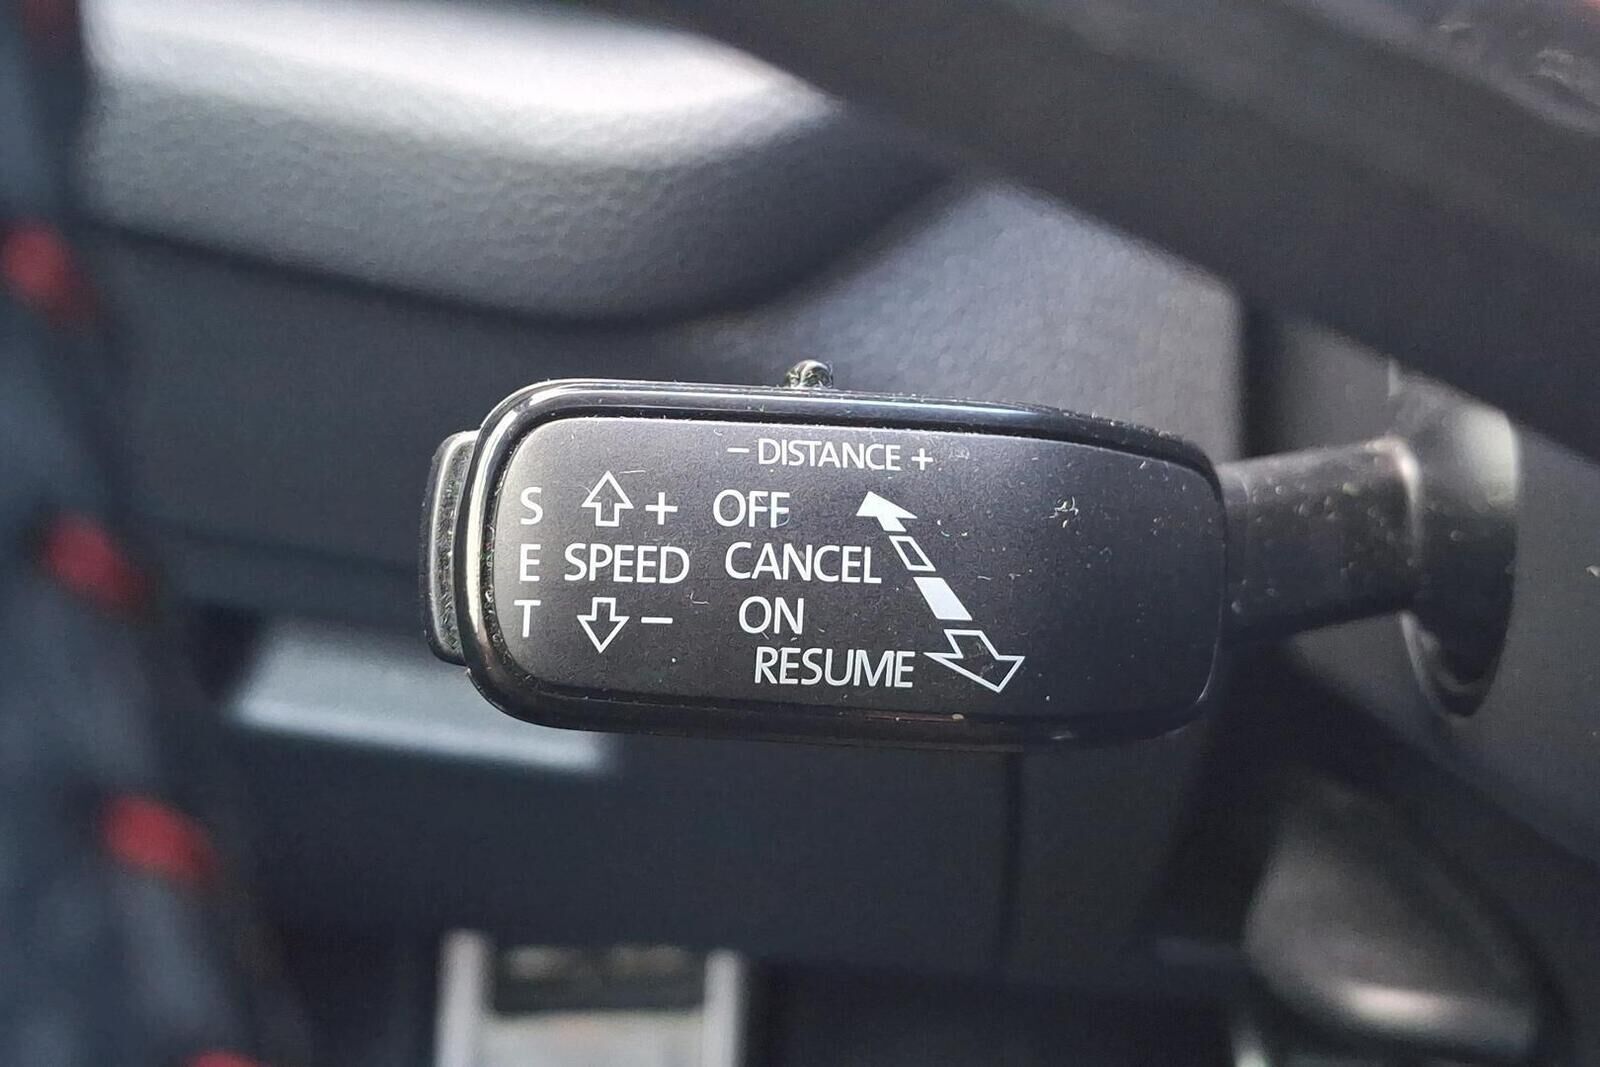 − DISTANCE +
S + OFF
E SPEED CANCEL
T − ON
RESUME